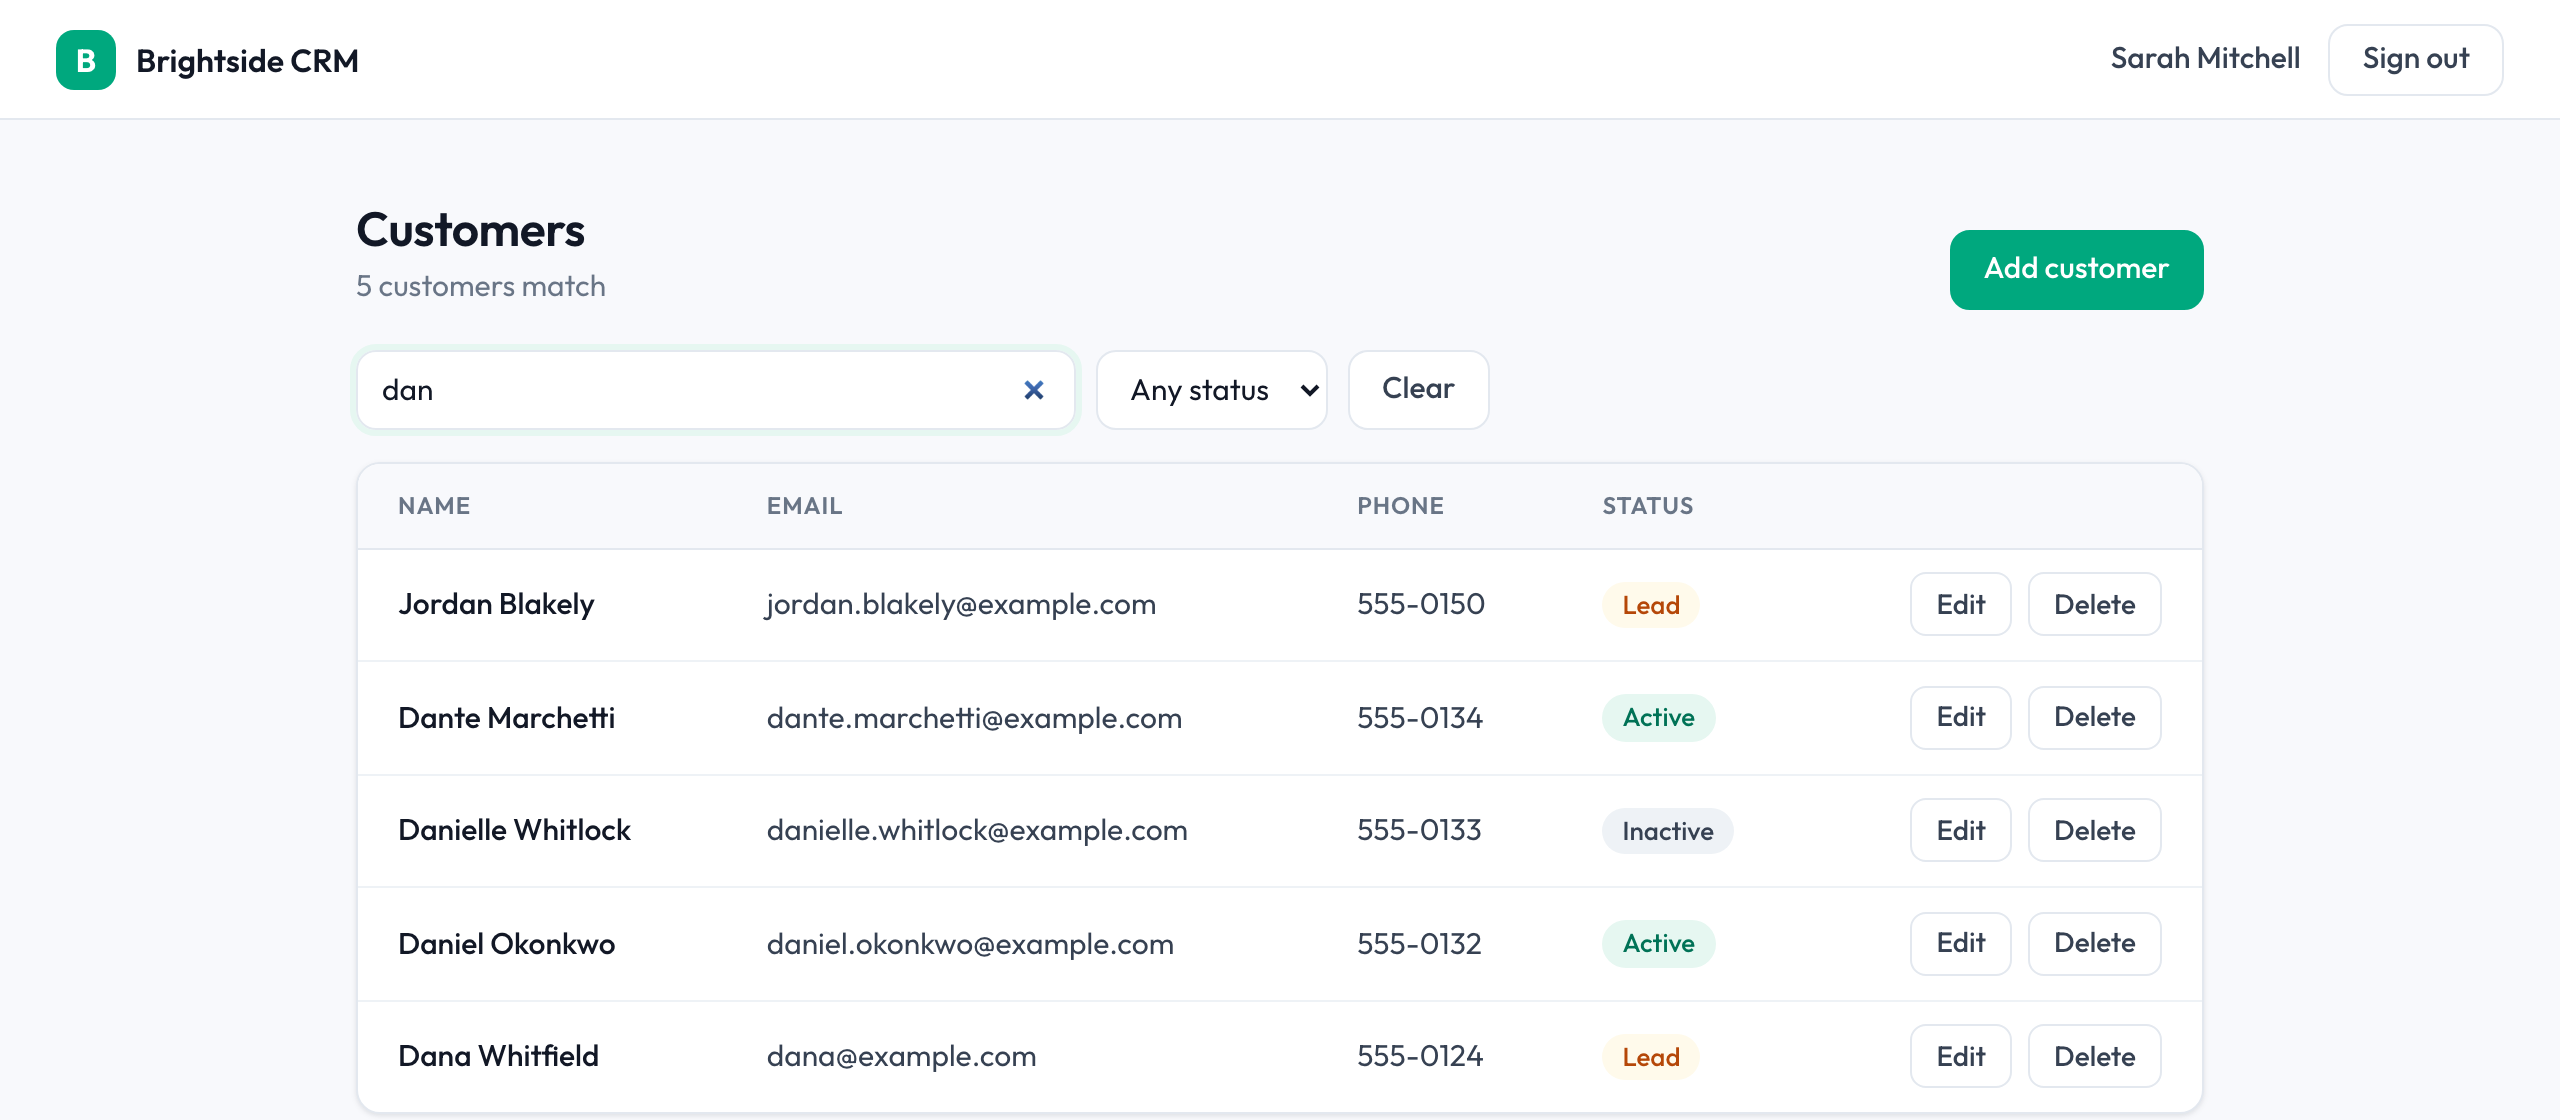 B Brightside CRM Sarah Mitchell Sign out
Customers
5 customers match
Add customer
dan Any status Clear
NAME EMAIL PHONE STATUS
Jordan Blakely jordan.blakely@example.com 555-0150 Lead Edit Delete
Dante Marchetti dante.marchetti@example.com 555-0134 Active Edit Delete
Danielle Whitlock danielle.whitlock@example.com 555-0133 Inactive Edit Delete
Daniel Okonkwo daniel.okonkwo@example.com 555-0132 Active Edit Delete
Dana Whitfield dana@example.com 555-0124 Lead Edit Delete